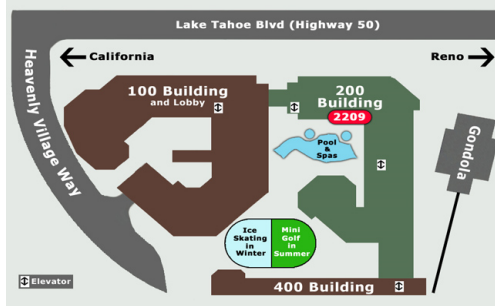 Lake Tahoe Blvd (Highway 50)
California
Reno
Heavenly Village Way
100 Building
and Lobby
200
Building
2209
Pool
&
Spas
Gondola
Ice
Skating
in
Winter
Mini
Golf
in
Summer
Elevator
400 Building